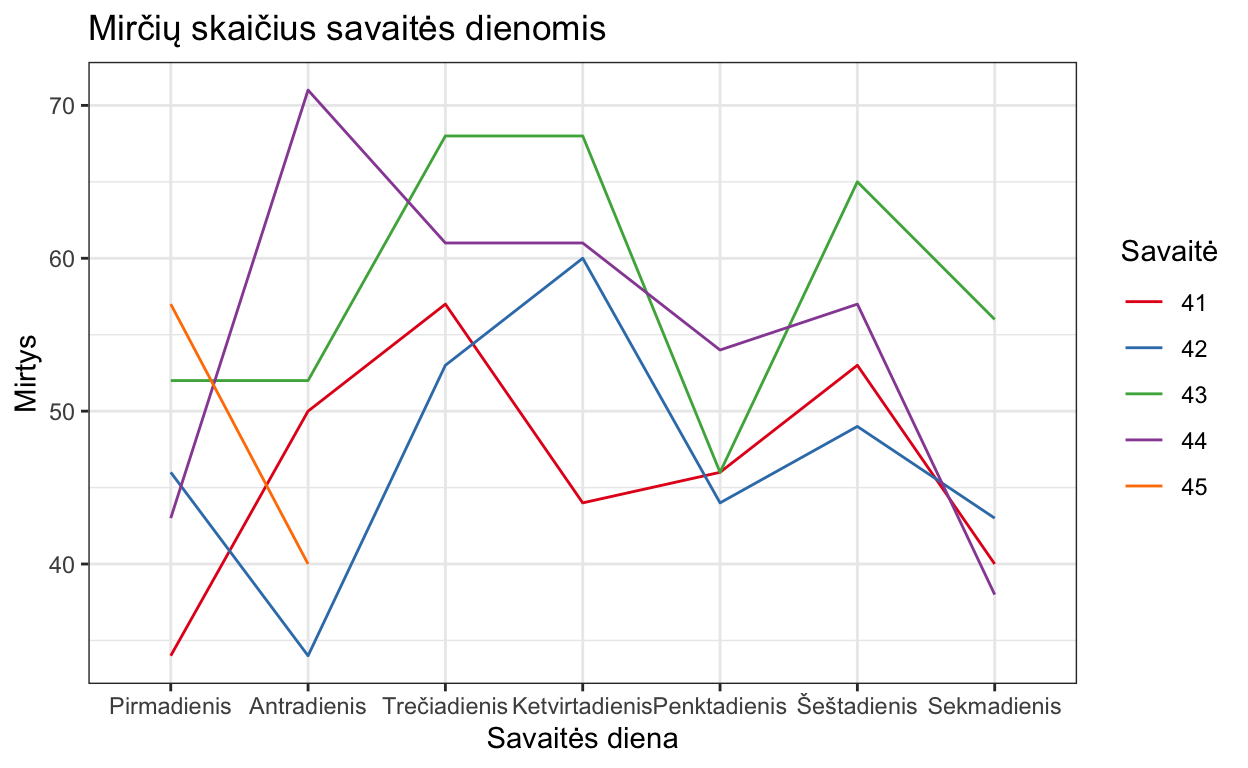 Mirčių skaičius savaitės dienomis
70
60
50
40
Mirtys
Pirmadienis Antradienis Trečiadienis Ketvirtadienis Penktadienis Šeštadienis Sekmadienis
Savaitės diena
Savaitė
41
42
43
44
45